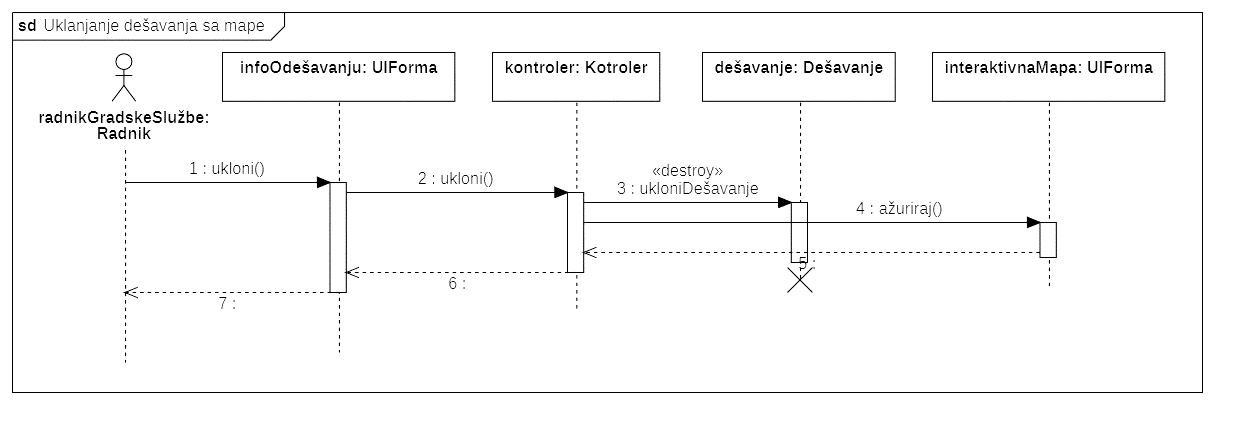 sd Uklanjanje dešavanja sa mape
infoOdešavanju: UIForma
kontroler: Kotroler
dešavanje: Dešavanje
interaktivnaMapa: UIForma
radnikGradskeSlužbe:
Radnik
1 : ukloni()
2 : ukloni()
«destroy»
3 : ukloniDešavanje
4 : ažuriraj()
5 :
6 :
7 :